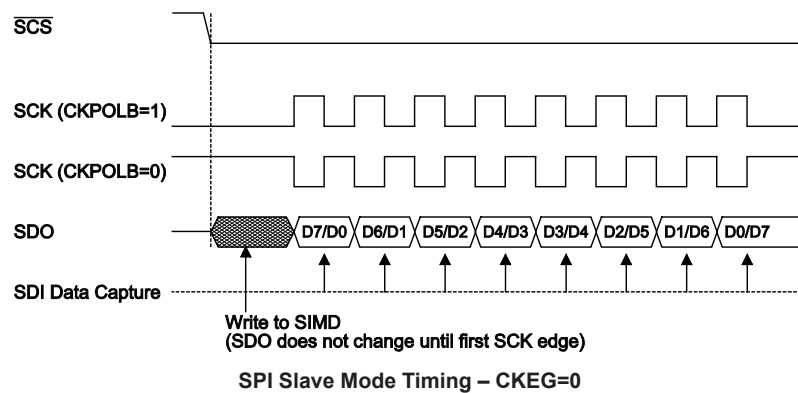 SCS
SCK (CKPOLB=1)
SCK (CKPOLB=0)
SDO D7/D0 D6/D1 D5/D2 D4/D3 D3/D4 D2/D5 D1/D6 D0/D7
SDI Data Capture
Write to SIMD
(SDO does not change until first SCK edge)
SPI Slave Mode Timing – CKEG=0